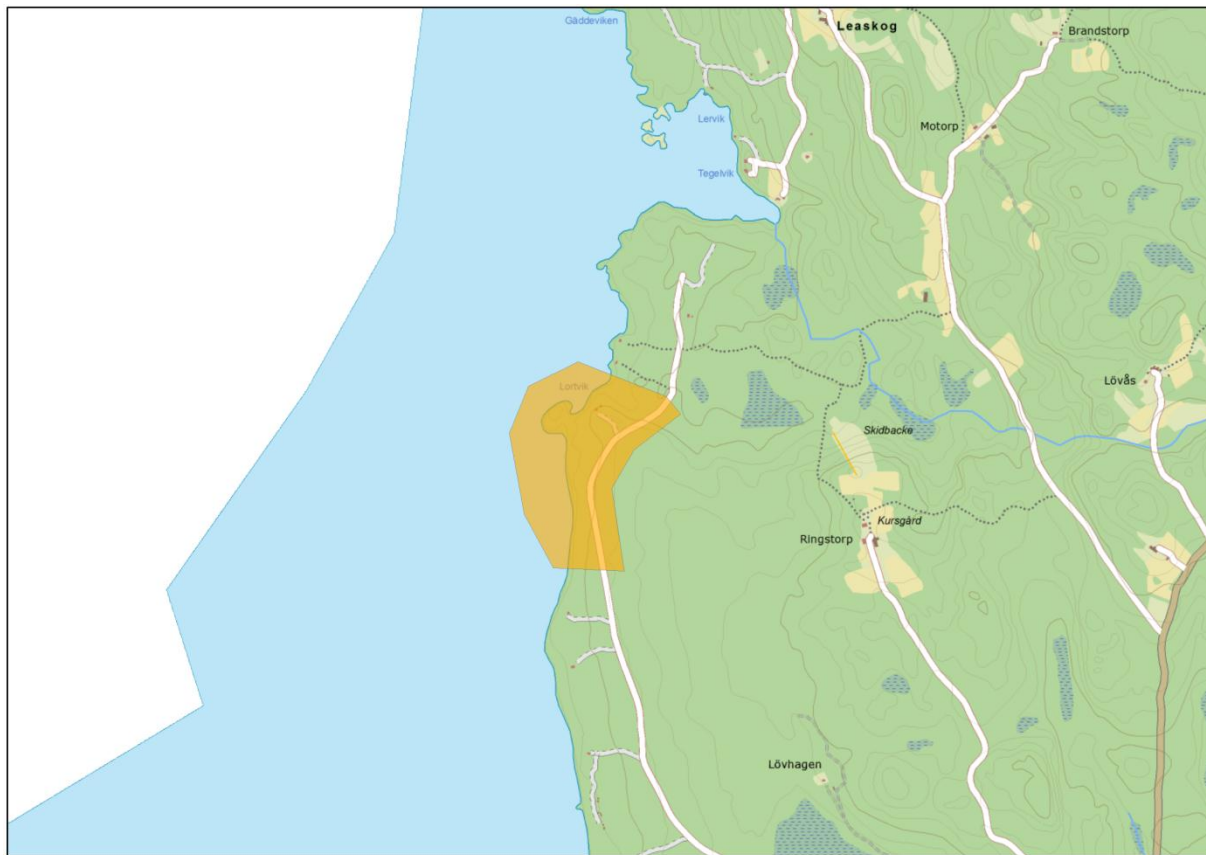 Gäddeviken
Leaskog
Brandstorp
Lervik
Motorp
Tegelvik
Lövås
Lortvik
Skidbacke
Kursgård
Ringstorp
Lövhagen